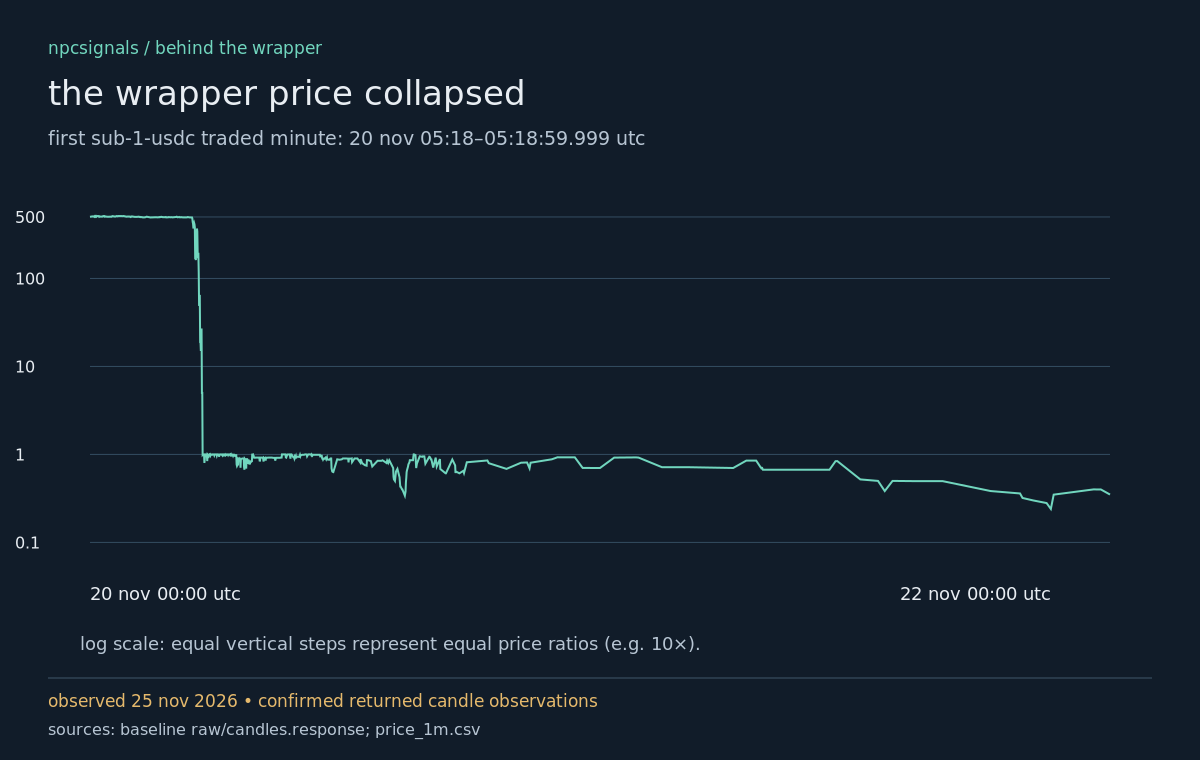 npcsignals / behind the wrapper
the wrapper price collapsed
first sub-1-usdc traded minute: 20 nov 05:18–05:18:59.999 utc
500
100
10
1
0.1
20 nov 00:00 utc 22 nov 00:00 utc
log scale: equal vertical steps represent equal price ratios (e.g. 10×).
observed 25 nov 2026 • confirmed returned candle observations
sources: baseline raw/candles.response; price_1m.csv